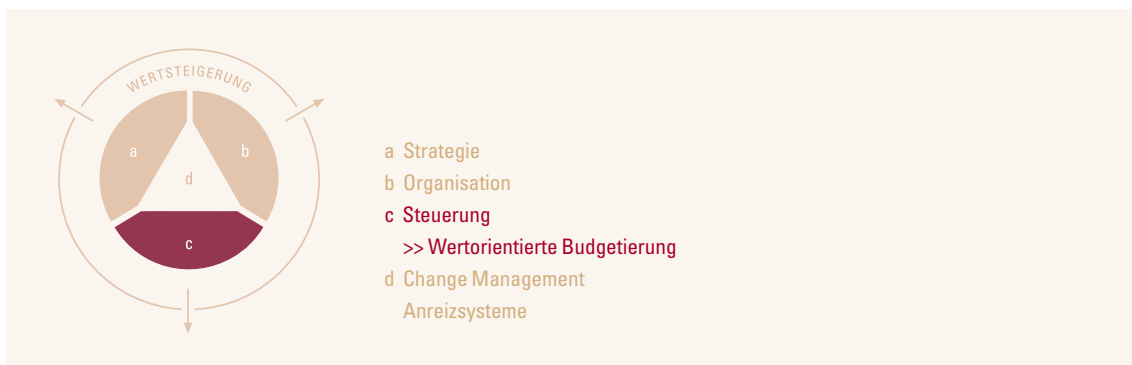 WERTSTEIGERUNG
a
b
d
c
a Strategie
b Organisation
c Steuerung
>> Wertorientierte Budgetierung
d Change Management
Anreizsysteme